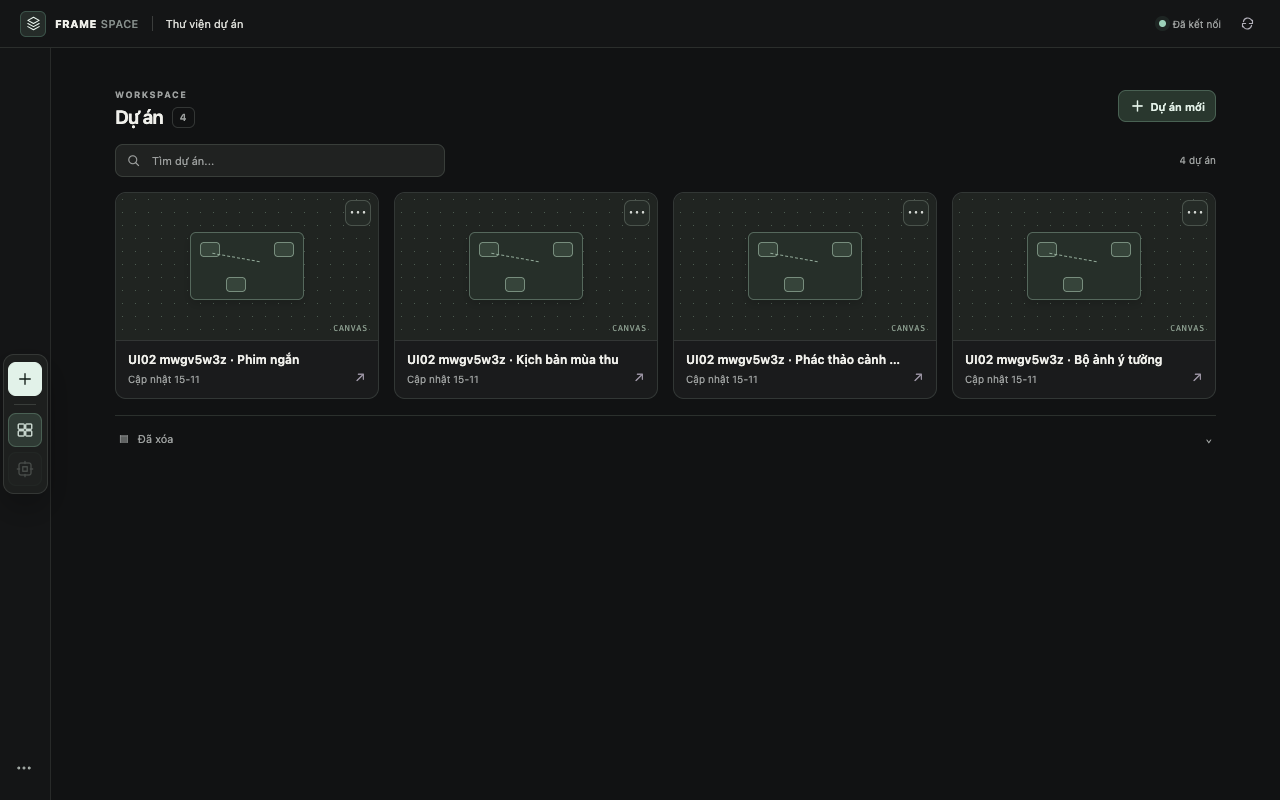 FRAME SPACE
Thư viện dự án
Đã kết nối
WORKSPACE
Dự án
4
Dự án mới
Tìm dự án...
4 dự án
CANVAS
CANVAS
CANVAS
CANVAS
UI02 mwgv5w3z · Phim ngắn
Cập nhật 15-11
UI02 mwgv5w3z · Kịch bản mùa thu
Cập nhật 15-11
UI02 mwgv5w3z · Phác thảo cảnh ...
Cập nhật 15-11
UI02 mwgv5w3z · Bộ ảnh ý tưởng
Cập nhật 15-11
Đã xóa